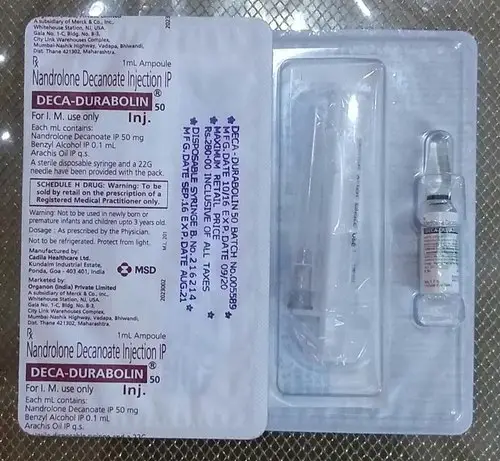 A subsidiary of Merck & Co., Inc.
Whitehouse Station, NJ, USA
Gala No. 1-C, Bldg. No. B-3,
City Link Warehouses Complex,
Mumbai-Nashik Highway, Vadapa, Bhiwandi,
Dist. Thane 421302, Maharashtra.
℞ 1mL Ampoule
Nandrolone Decanoate Injection IP
DECA-DURABOLIN® 50
For I. M. use only Inj.
Each mL contains:
Nandrolone Decanoate IP 50 mg
Benzyl Alcohol IP 0.1 mL
Arachis Oil IP q.s.
A sterile disposable syringe and a 22G
needle have been provided with the pack.
SCHEDULE H DRUG: Warning: To be
sold by retail on the prescription of a
Registered Medical Practitioner only.
Warning: Not to be used in newly born or
premature infants and children upto 3 years old.
Dosage : As prescribed by the Physician.
Not to be refrigerated. Protect from light.
Manufactured by:
Cadila Healthcare Ltd.
Kundaim Industrial Estate,
Ponda, Goa - 403 401, INDIA
MSD
Marketed by:
Organon (India) Private Limited
A subsidiary of Merck & Co., Inc.
Whitehouse Station, NJ, USA
Gala No. 1-C, Bldg. No. B-3,
City Link Warehouses Complex,
Mumbai-Nashik Highway, Vadapa, Bhiwandi,
Dist. Thane 421302, Maharashtra.
℞ 1mL Ampoule
Nandrolone Decanoate Injection IP
DECA-DURABOLIN® 50
For I. M. use only Inj.
Each mL contains:
Nandrolone Decanoate IP 50 mg
Benzyl Alcohol IP 0.1 mL
Arachis Oil IP q.s.
A sterile disposable syringe and a 22G
* DECA-DURABOLIN 50 BATCH No.005589 *
* MFG.DATE 10/16 EXP.DATE 09/20
* MAXIMUM RETAIL PRICE
Rs.280-00 INCLUSIVE OF ALL TAXES
* DISPOSABLE SYRINGE B.No.216214 *
MFG.DATE SEP.16 EXP.DATE AUG.21 *